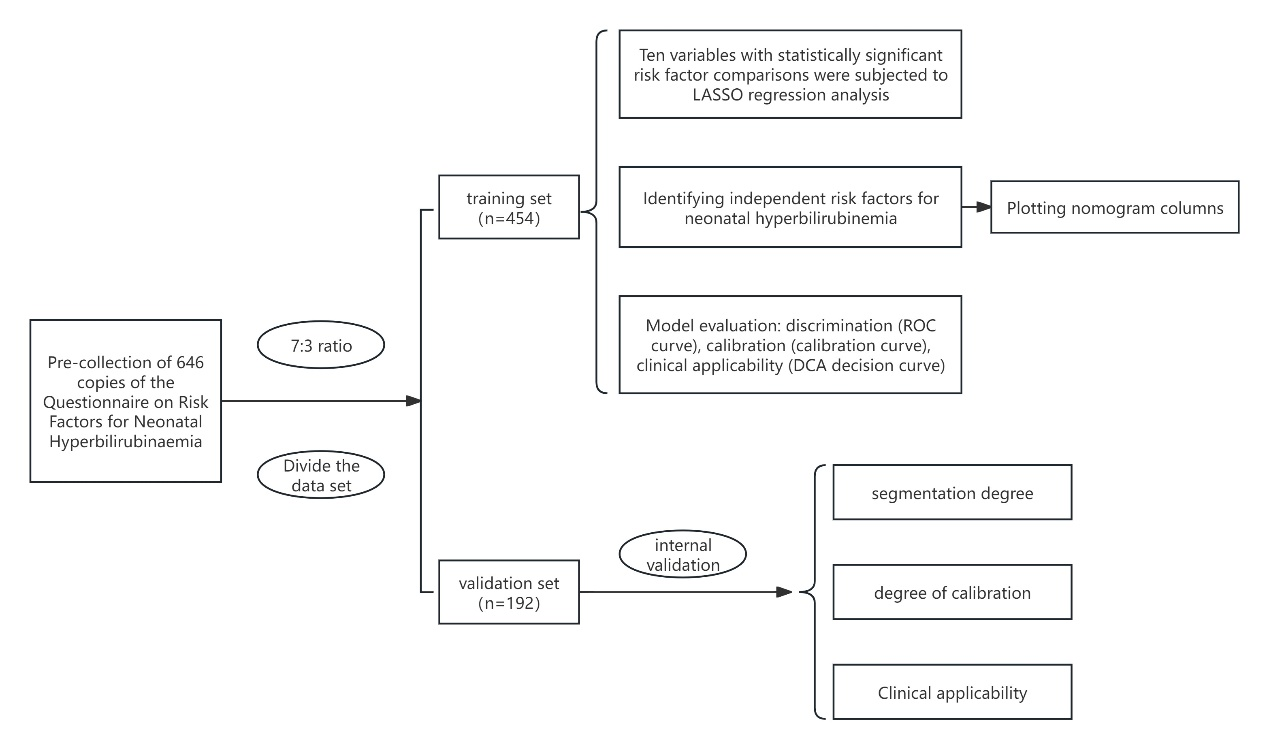 Pre-collection of 646
copies of the
Questionnaire on Risk
Factors for Neonatal
Hyperbilirubinaemia
7:3 ratio
Divide the
data set
training set
(n=454)
Ten variables with statistically significant
risk factor comparisons were subjected to
LASSO regression analysis
Identifying independent risk factors for
neonatal hyperbilirubinemia
Plotting nomogram columns
Model evaluation: discrimination (ROC
curve), calibration (calibration curve),
clinical applicability (DCA decision curve)
validation set
(n=192)
internal
validation
segmentation degree
degree of calibration
Clinical applicability